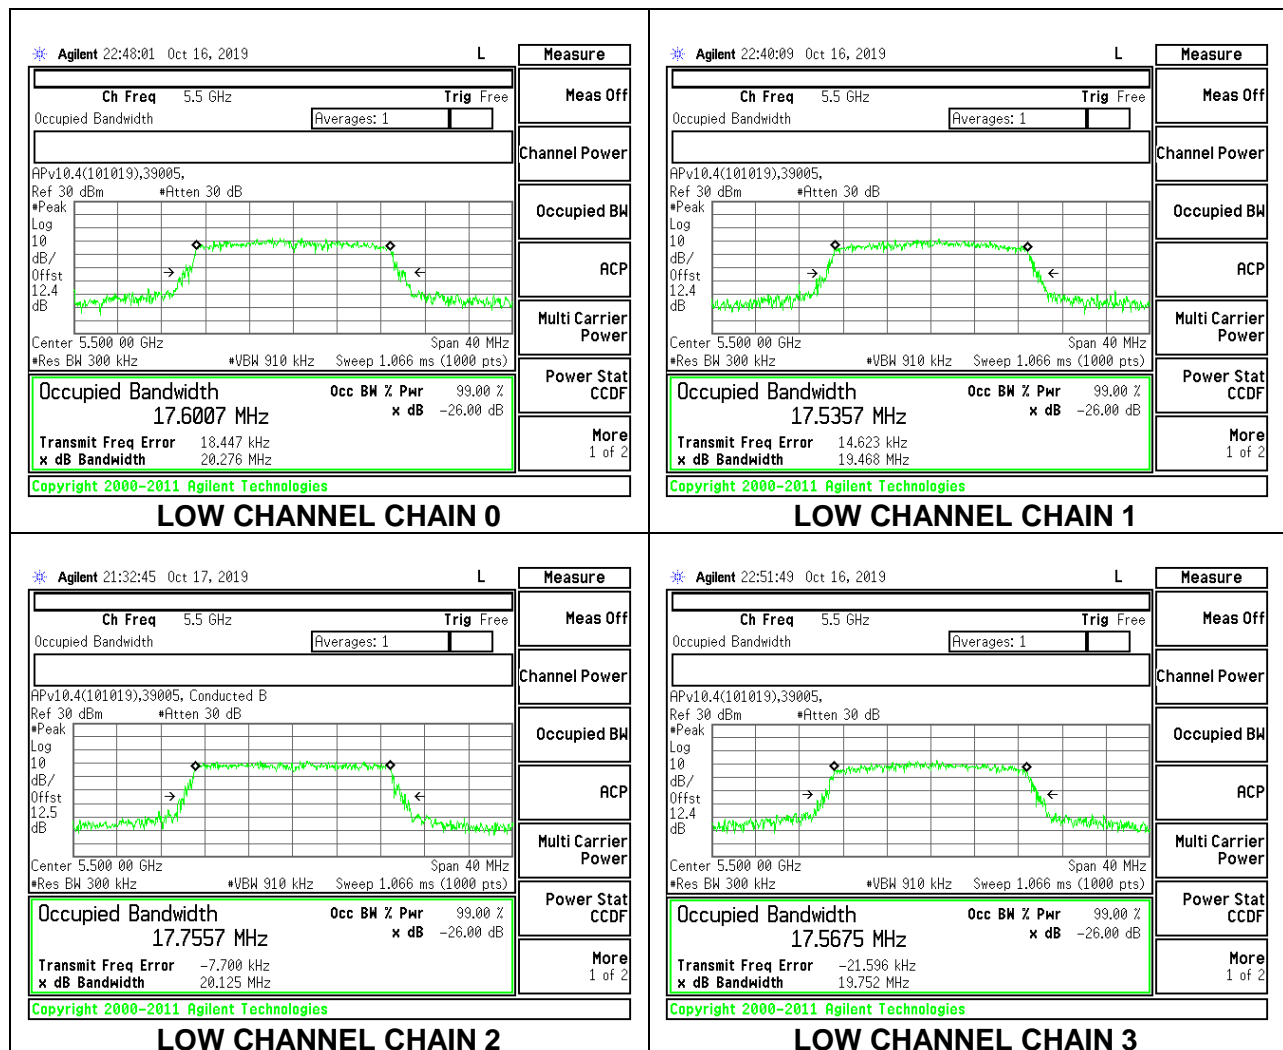 Agilent 22:48:01 Oct 16, 2019 L Measure
Ch Freq 5.5 GHz Trig Free
Meas Off
Occupied Bandwidth Averages: 1
Channel Power
APv10.4(101019),39005,
Ref 30 dBm #Atten 30 dB
#Peak
Log
10
dB/
Offst
12.4
dB
Occupied BW
ACP
Multi Carrier
Power
Center 5.500 00 GHz Span 40 MHz
#Res BW 300 kHz #VBW 910 kHz Sweep 1.066 ms (1000 pts)
Power Stat
CCDF
Occupied Bandwidth Occ BW % Pwr 99.00 %
17.6007 MHz x dB -26.00 dB
Transmit Freq Error 18.447 kHz
x dB Bandwidth 20.276 MHz
More
1 of 2
Copyright 2000-2011 Agilent Technologies
LOW CHANNEL CHAIN 0
Agilent 22:40:09 Oct 16, 2019 L Measure
Ch Freq 5.5 GHz Trig Free
Meas Off
Occupied Bandwidth Averages: 1
Channel Power
APv10.4(101019),39005,
Ref 30 dBm #Atten 30 dB
#Peak
Log
10
dB/
Offst
12.4
dB
Occupied BW
ACP
Multi Carrier
Power
Center 5.500 00 GHz Span 40 MHz
#Res BW 300 kHz #VBW 910 kHz Sweep 1.066 ms (1000 pts)
Power Stat
CCDF
Occupied Bandwidth Occ BW % Pwr 99.00 %
17.5357 MHz x dB -26.00 dB
Transmit Freq Error 14.623 kHz
x dB Bandwidth 19.468 MHz
More
1 of 2
Copyright 2000-2011 Agilent Technologies
LOW CHANNEL CHAIN 1
Agilent 21:32:45 Oct 17, 2019 L Measure
Ch Freq 5.5 GHz Trig Free
Meas Off
Occupied Bandwidth Averages: 1
Channel Power
APv10.4(101019),39005, Conducted B
Ref 30 dBm #Atten 30 dB
#Peak
Log
10
dB/
Offst
12.5
dB
Occupied BW
ACP
Multi Carrier
Power
Center 5.500 00 GHz Span 40 MHz
#Res BW 300 kHz #VBW 910 kHz Sweep 1.066 ms (1000 pts)
Power Stat
CCDF
Occupied Bandwidth Occ BW % Pwr 99.00 %
17.7557 MHz x dB -26.00 dB
Transmit Freq Error -7.700 kHz
x dB Bandwidth 20.125 MHz
More
1 of 2
Copyright 2000-2011 Agilent Technologies
LOW CHANNEL CHAIN 2
Agilent 22:51:49 Oct 16, 2019 L Measure
Ch Freq 5.5 GHz Trig Free
Meas Off
Occupied Bandwidth Averages: 1
Channel Power
APv10.4(101019),39005,
Ref 30 dBm #Atten 30 dB
#Peak
Log
10
dB/
Offst
12.4
dB
Occupied BW
ACP
Multi Carrier
Power
Center 5.500 00 GHz Span 40 MHz
#Res BW 300 kHz #VBW 910 kHz Sweep 1.066 ms (1000 pts)
Power Stat
CCDF
Occupied Bandwidth Occ BW % Pwr 99.00 %
17.5675 MHz x dB -26.00 dB
Transmit Freq Error -21.596 kHz
x dB Bandwidth 19.752 MHz
More
1 of 2
Copyright 2000-2011 Agilent Technologies
LOW CHANNEL CHAIN 3